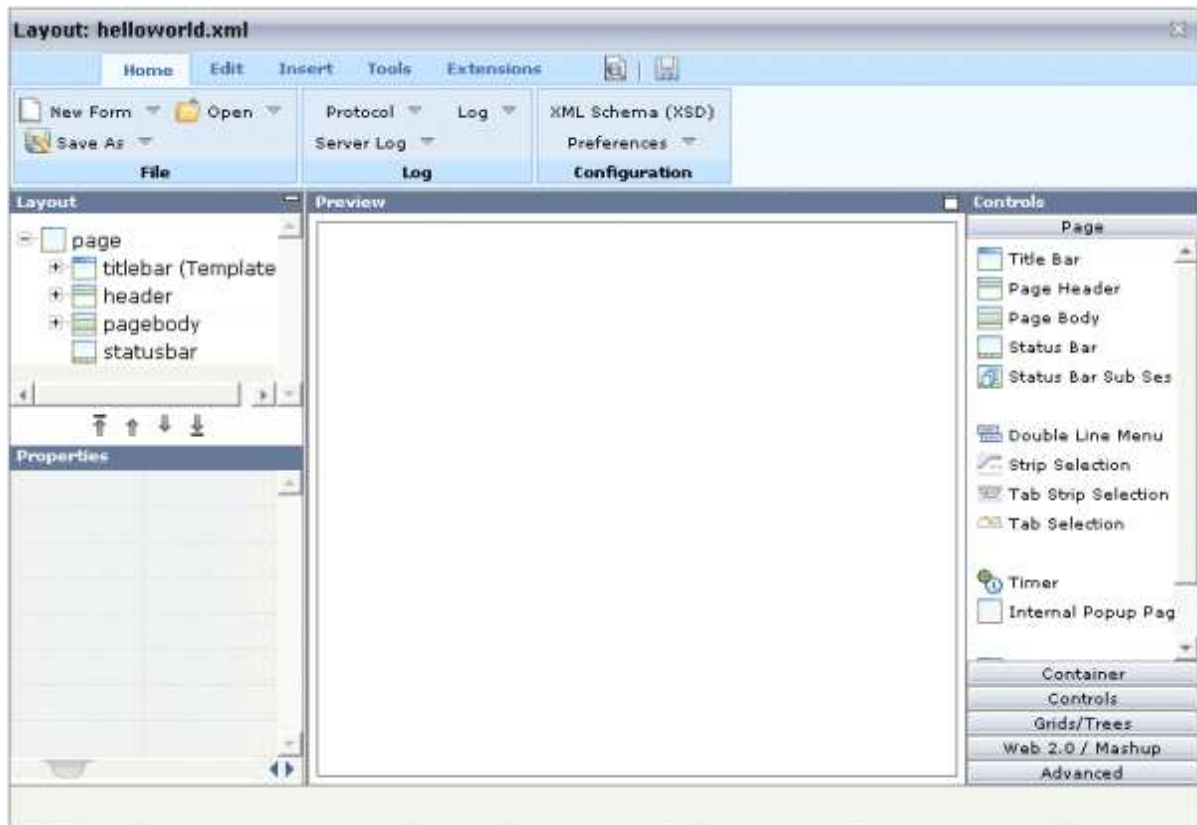 Layout: helloworld.xml
Home Edit Insert Tools Extensions
New Form Open
Save As
File
Protocol Log
Server Log
Log
XML Schema (XSD)
Preferences
Configuration
Layout
page
titlebar (Template
header
pagebody
statusbar
Properties
Preview
Controls
Page
Title Bar
Page Header
Page Body
Status Bar
Status Bar Sub Ses
Double Line Menu
Strip Selection
Tab Strip Selection
Tab Selection
Timer
Internal Popup Pag
Container
Controls
Grids/Trees
Web 2.0 / Mashup
Advanced